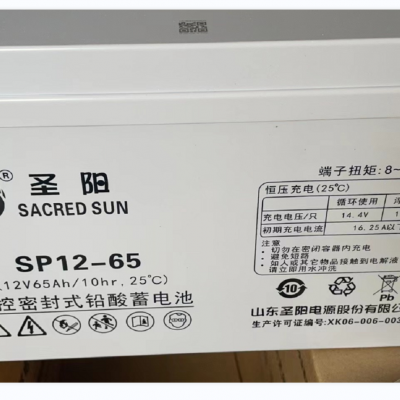 ®
圣阳
SACRED SUN
SP12-65
(12V65Ah/10hr,25℃)
控密封式铅酸蓄电池
端子扭矩:8~
恒压充电(25℃)
循环使用
充电电压/只
14.4V
初期充电电流
16.25A以
注意:
·切勿在密闭容器内充电
·避免短路
·如人或其它物品接触到电解液
请立即用水冲洗
Pb
山东圣阳电源股份有限
生产许可证编号:XK06-006-003